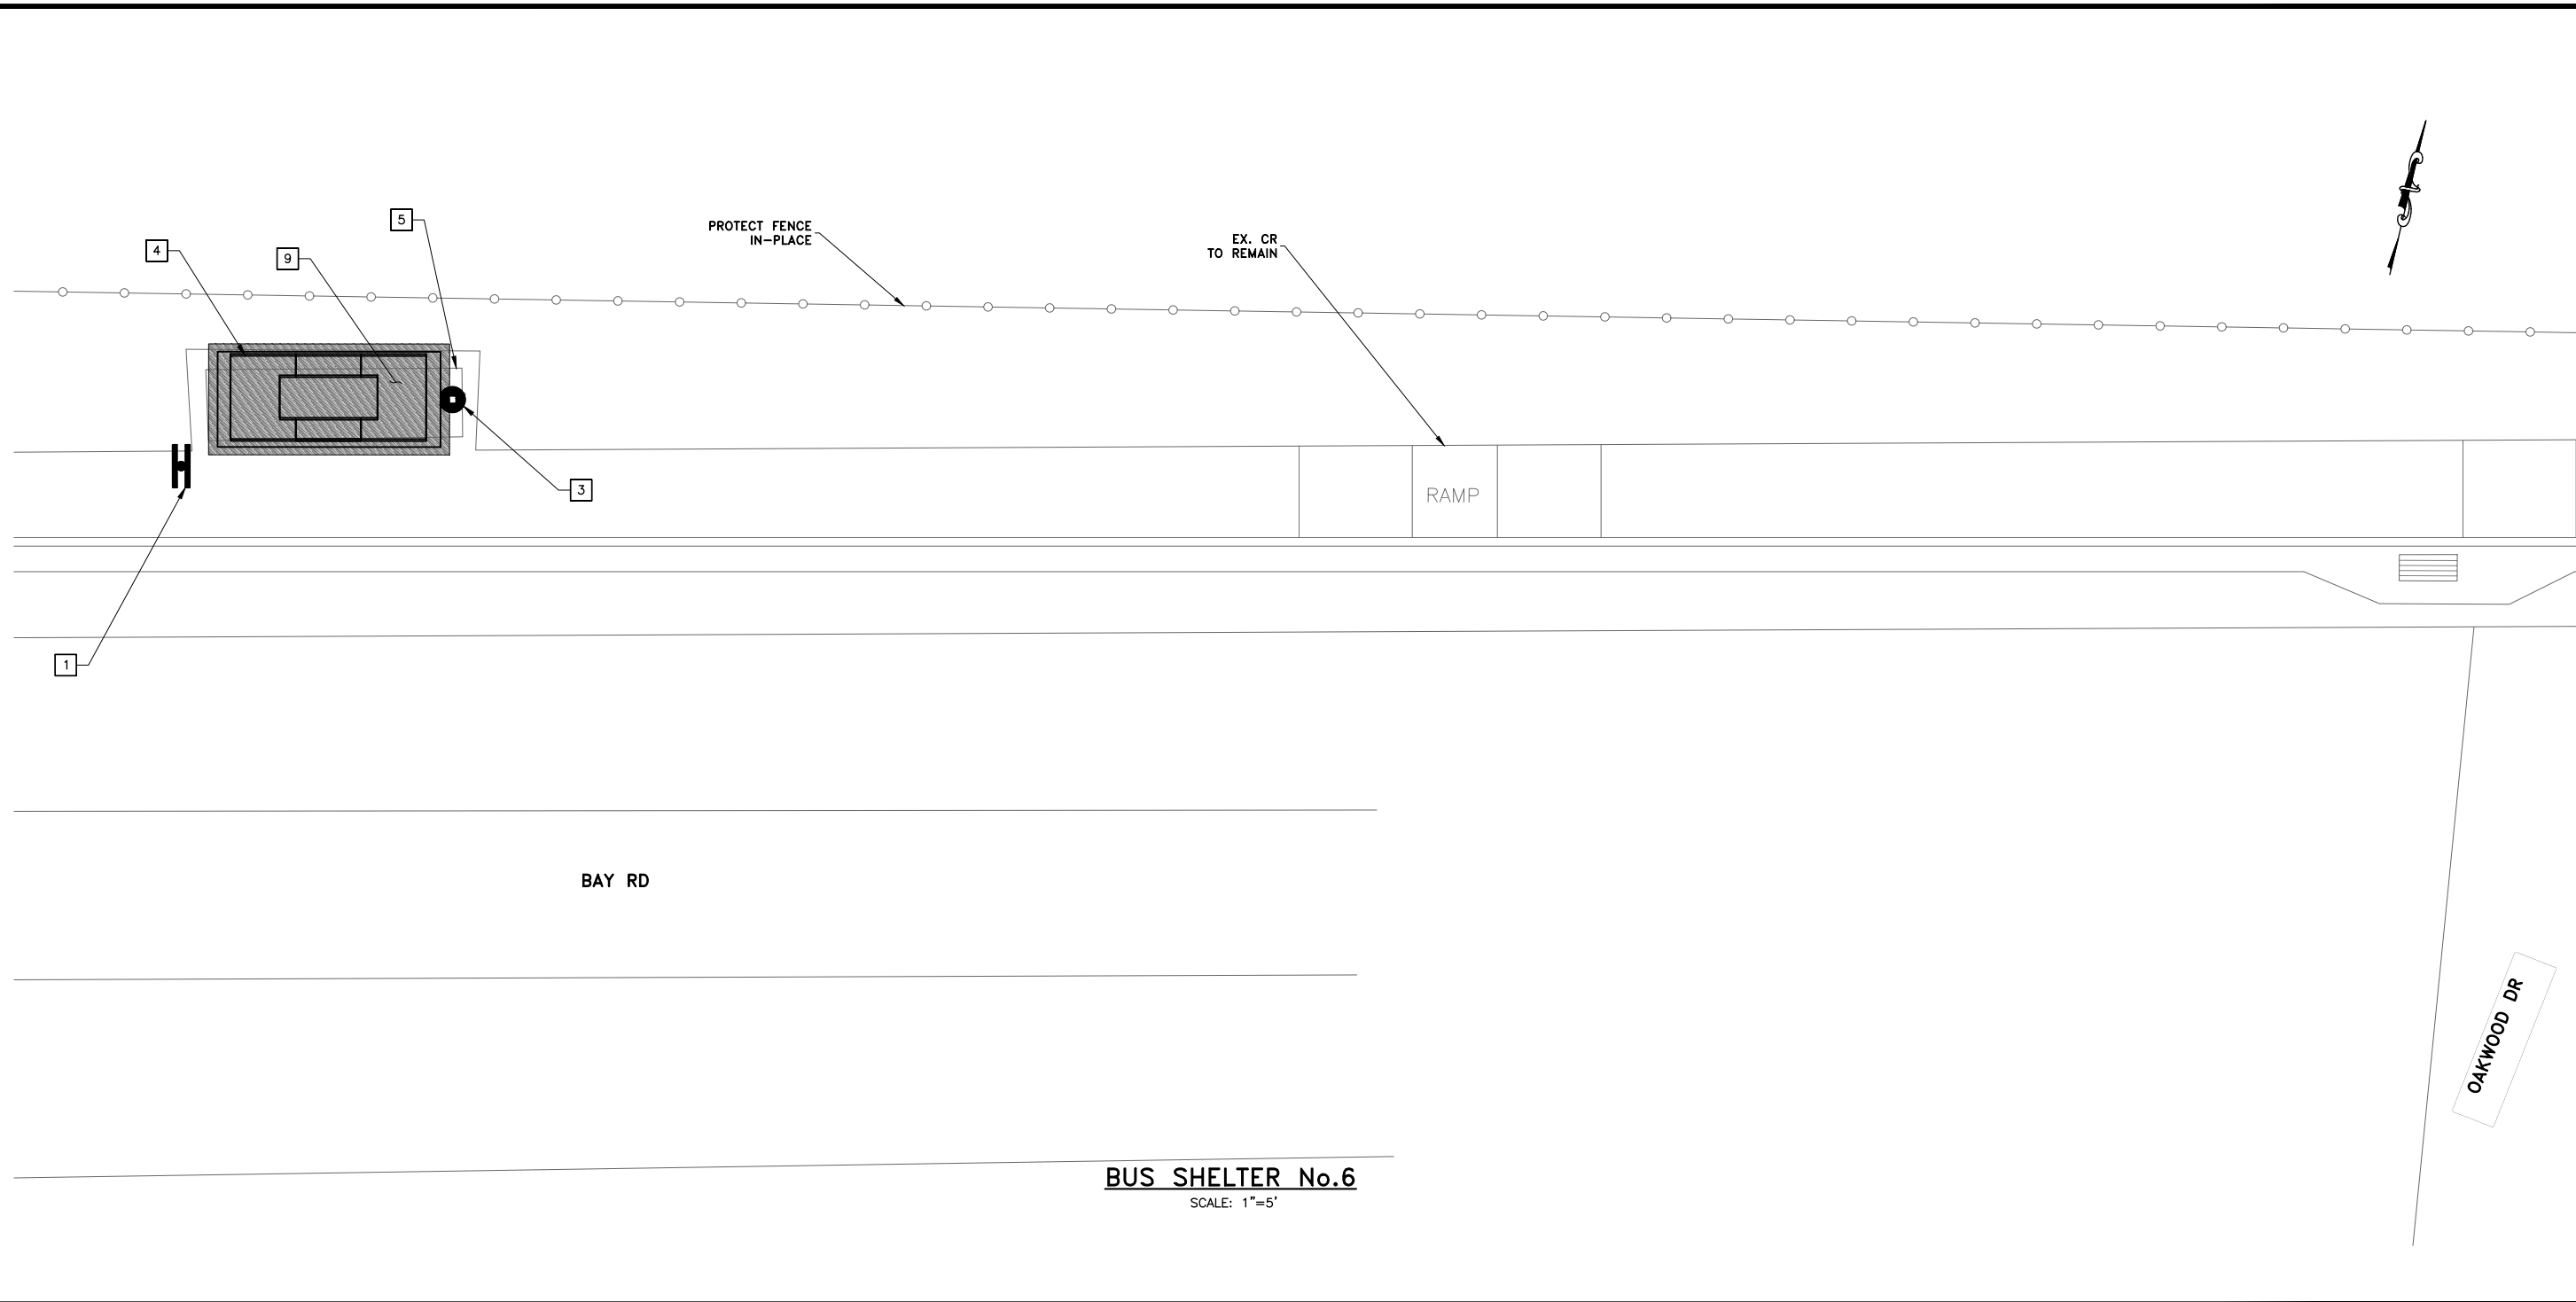 5
PROTECT FENCE
IN-PLACE
EX. CR
TO REMAIN
4
9
3
RAMP
1
BAY RD
OAKWOOD DR
BUS SHELTER No.6
SCALE: 1"=5'